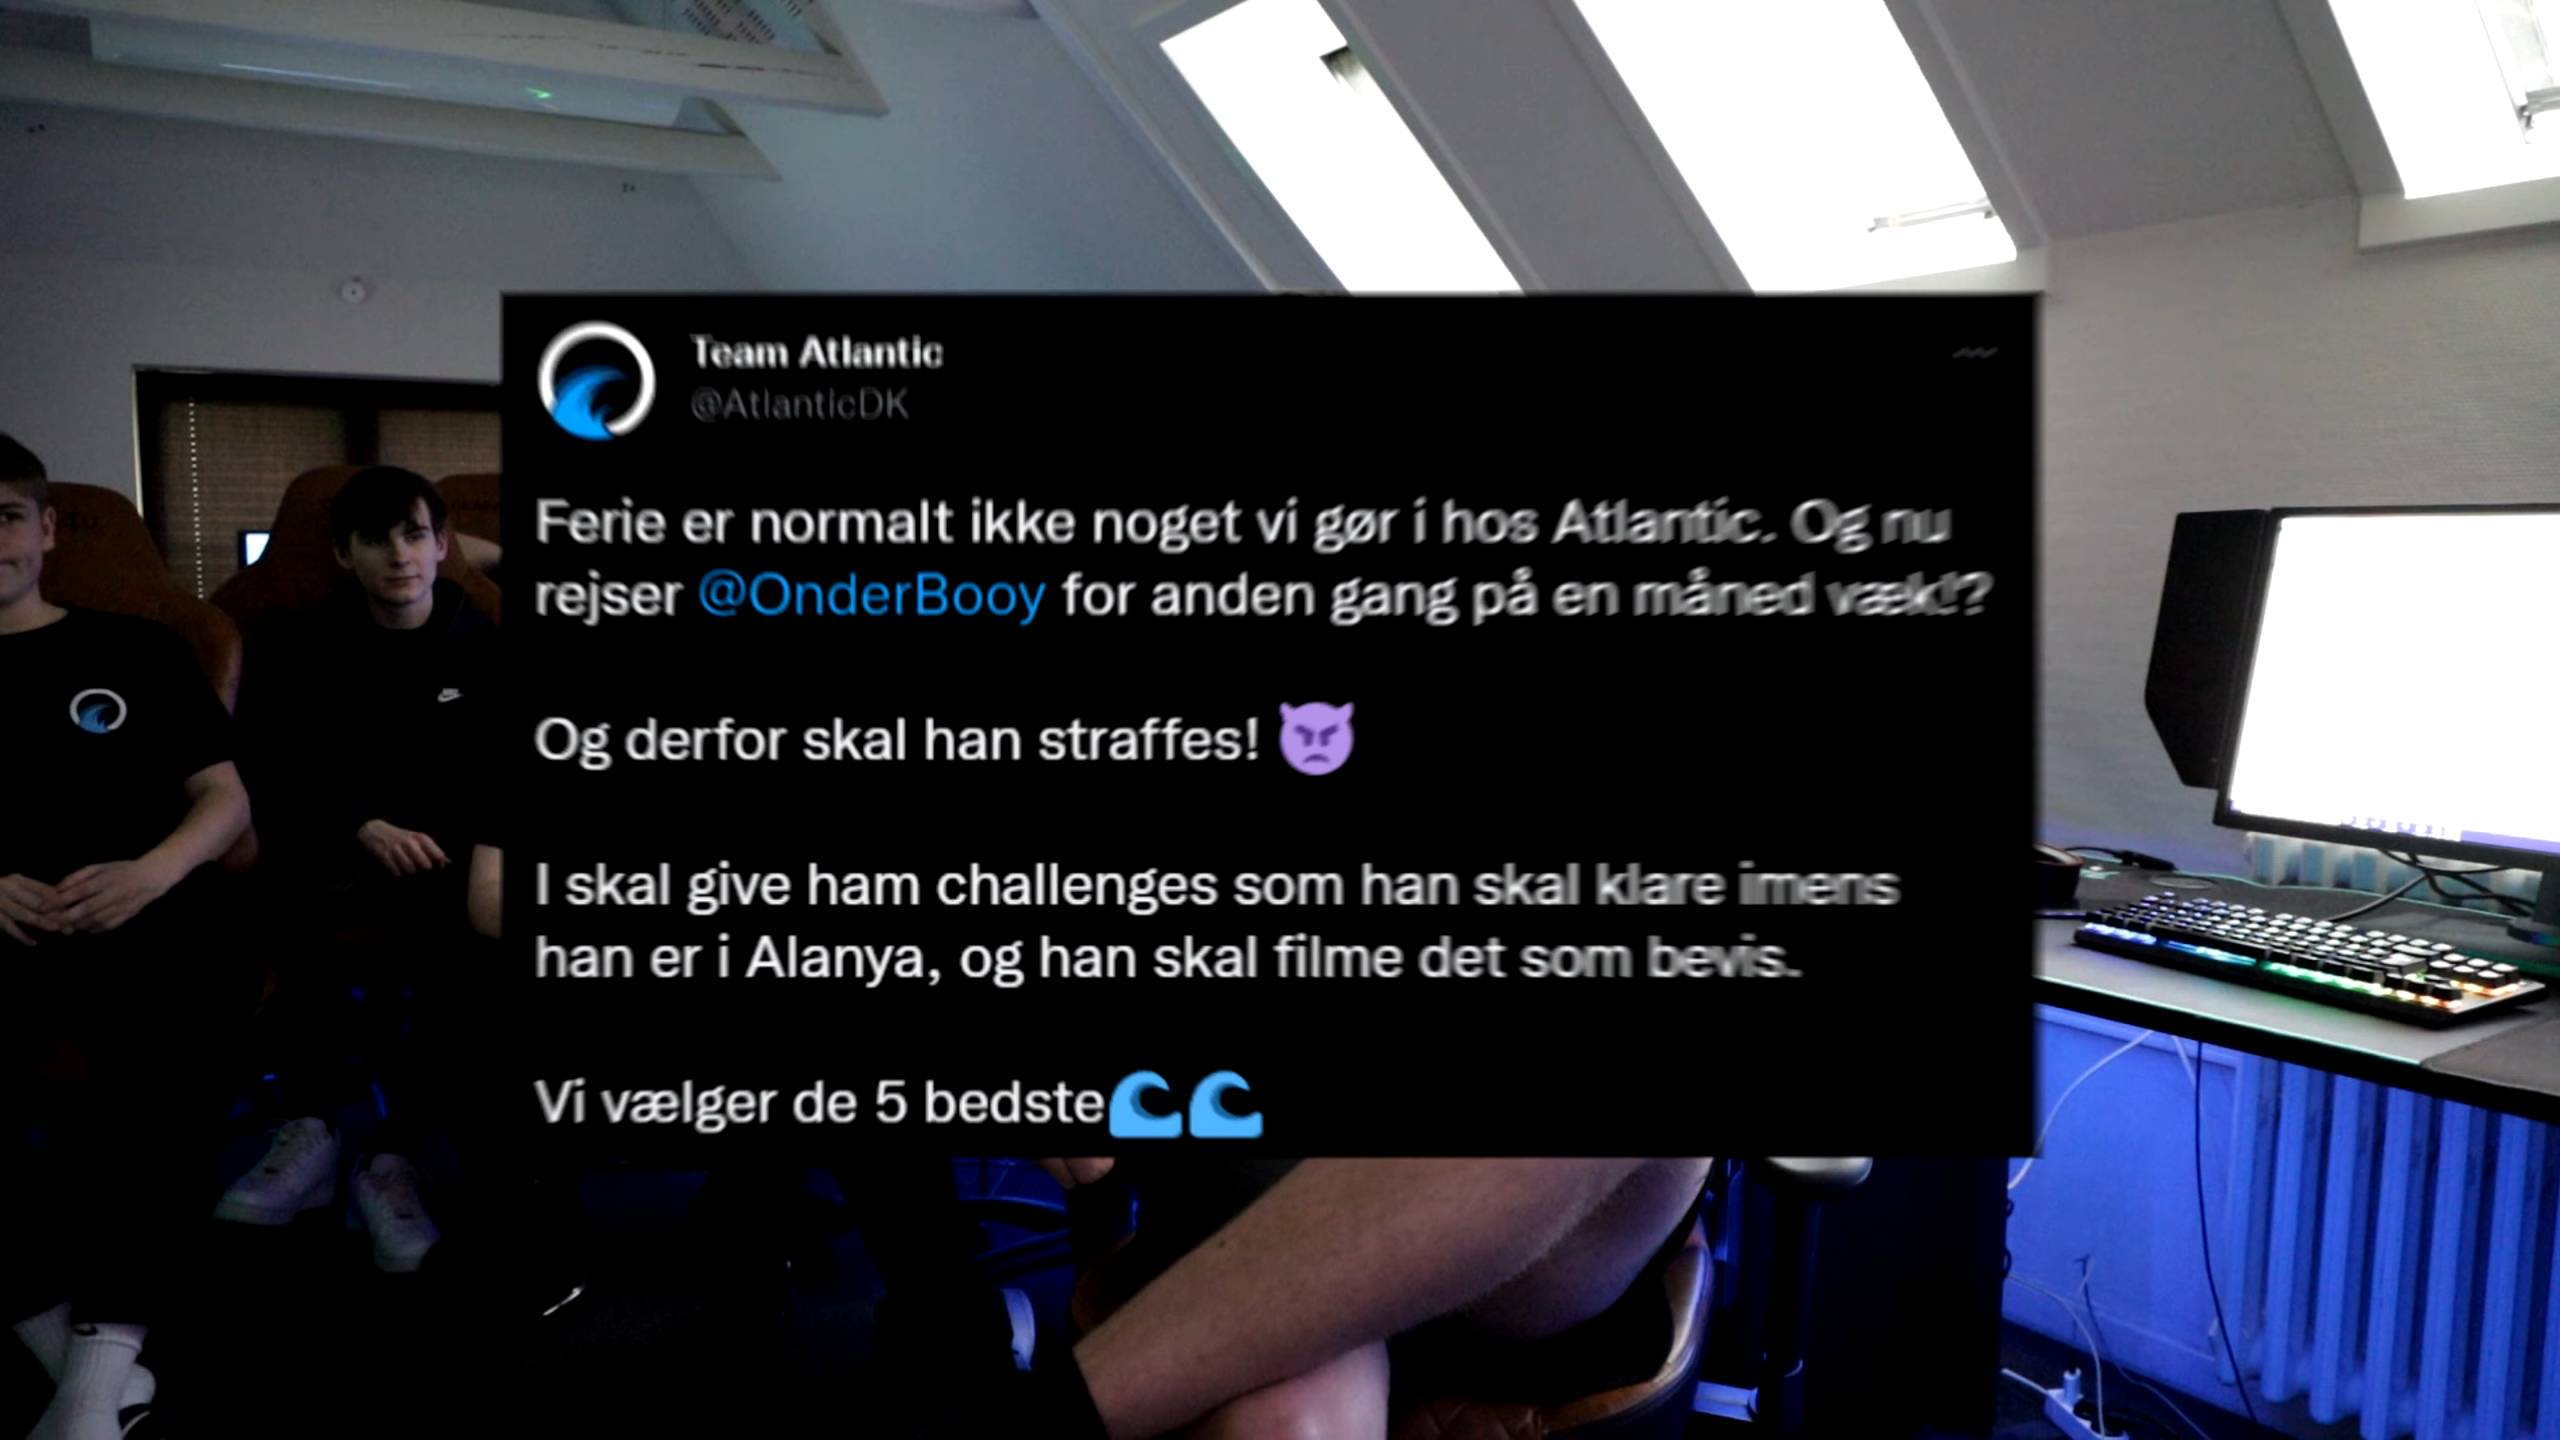 Team Atlantic
@AtlanticDK
Ferie er normalt ikke noget vi gør i hos Atlantic. Og nu
rejser @OnderBooy for anden gang på en måned væk!?
Og derfor skal han straffes! 👿
I skal give ham challenges som han skal klare imens
han er i Alanya, og han skal filme det som bevis.
Vi vælger de 5 bedste🌊🌊